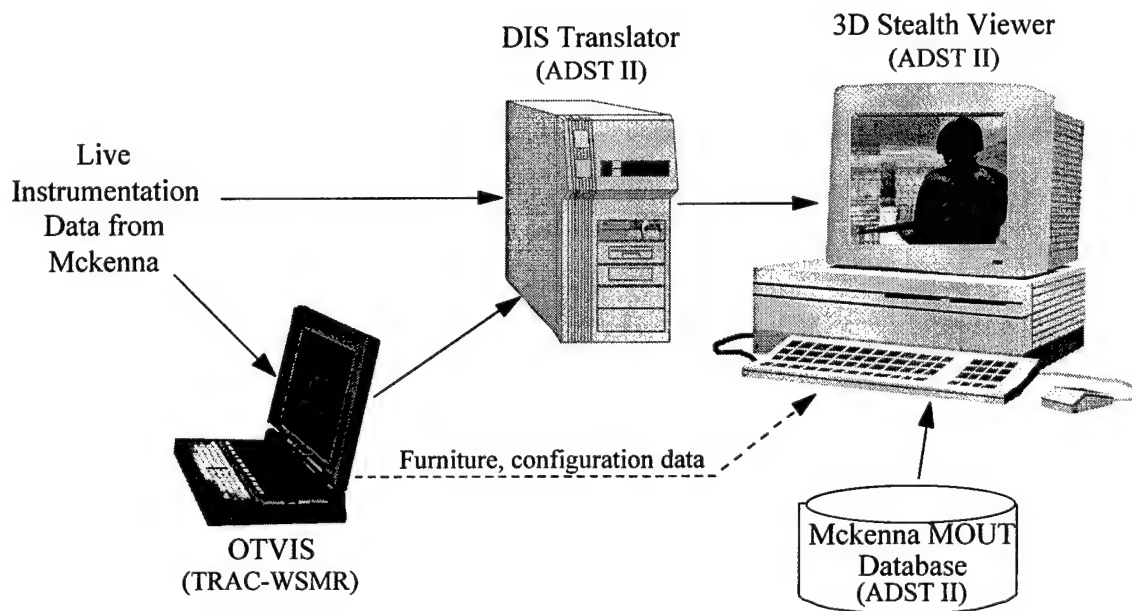 DIS Translator
(ADST II)
3D Stealth Viewer
(ADST II)
Live
Instrumentation
Data from
Mckenna
Furniture, configuration data
OTVIS
(TRAC-WSMR)
Mckenna MOUT
Database
(ADST II)